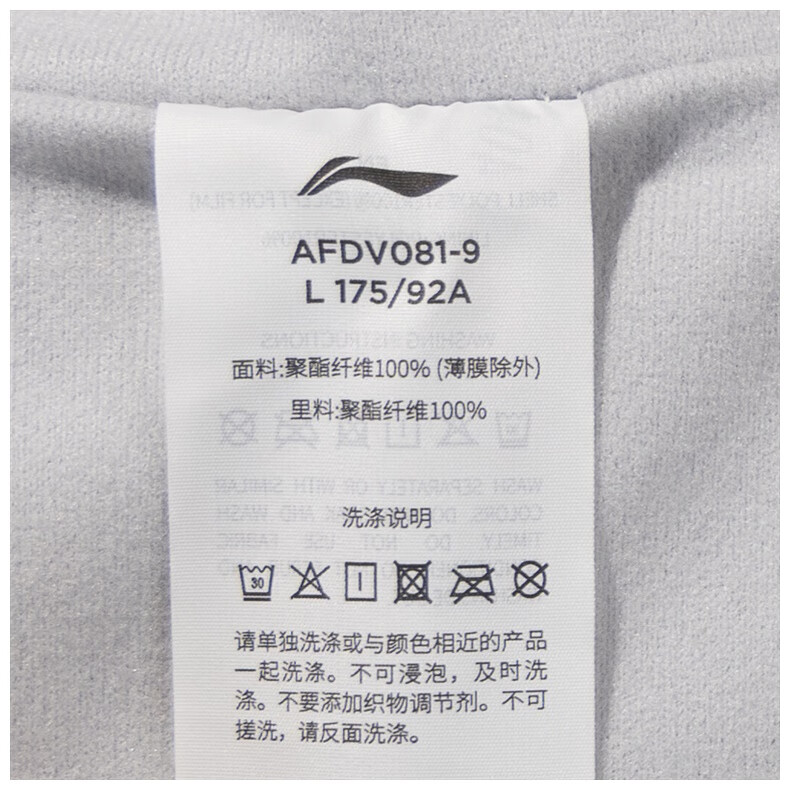 AFDV081-9
L 175/92A
面料:聚酯纤维100% (薄膜除外)
里料:聚酯纤维100%
洗涤说明
30
请单独洗涤或与颜色相近的产品
一起洗涤。不可浸泡，及时洗
涤。不要添加织物调节剂。不可
搓洗，请反面洗涤。